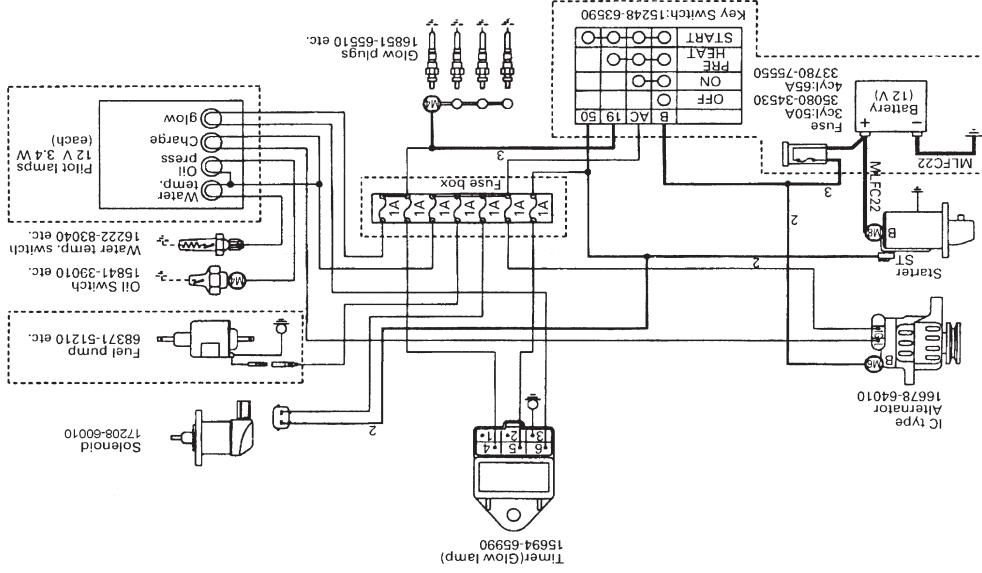 Timer(Glow lamp)
15694-65990
6 5 4
3 2 1
IC type
Alternator
16678-64010
M6
B
IG
L
Solenoid
17208-60010
2
Fuel pump
68371-51210 etc.
Starter
ST
M8
B
2
Oil Switch
15841-39010 etc.
M4
Water temp. switch
16222-83040 etc.
MLFC22
2
3
1A 1A 1A 1A 1A 1A 1A
Fuse box
Water
temp.
Oil
press
Charge
glow
Pilot lamps
12 V 3.4 W
(each)
MLFC22
3
Battery
(12 V)
+ −
Fuse
3cyl:50A
35080-34530
4cyl:65A
33780-75550
B AC 19 50
OFF
ON
PRE
HEAT
START
Key Switch:15248-63590
M4
Glow plugs
16851-65510 etc.